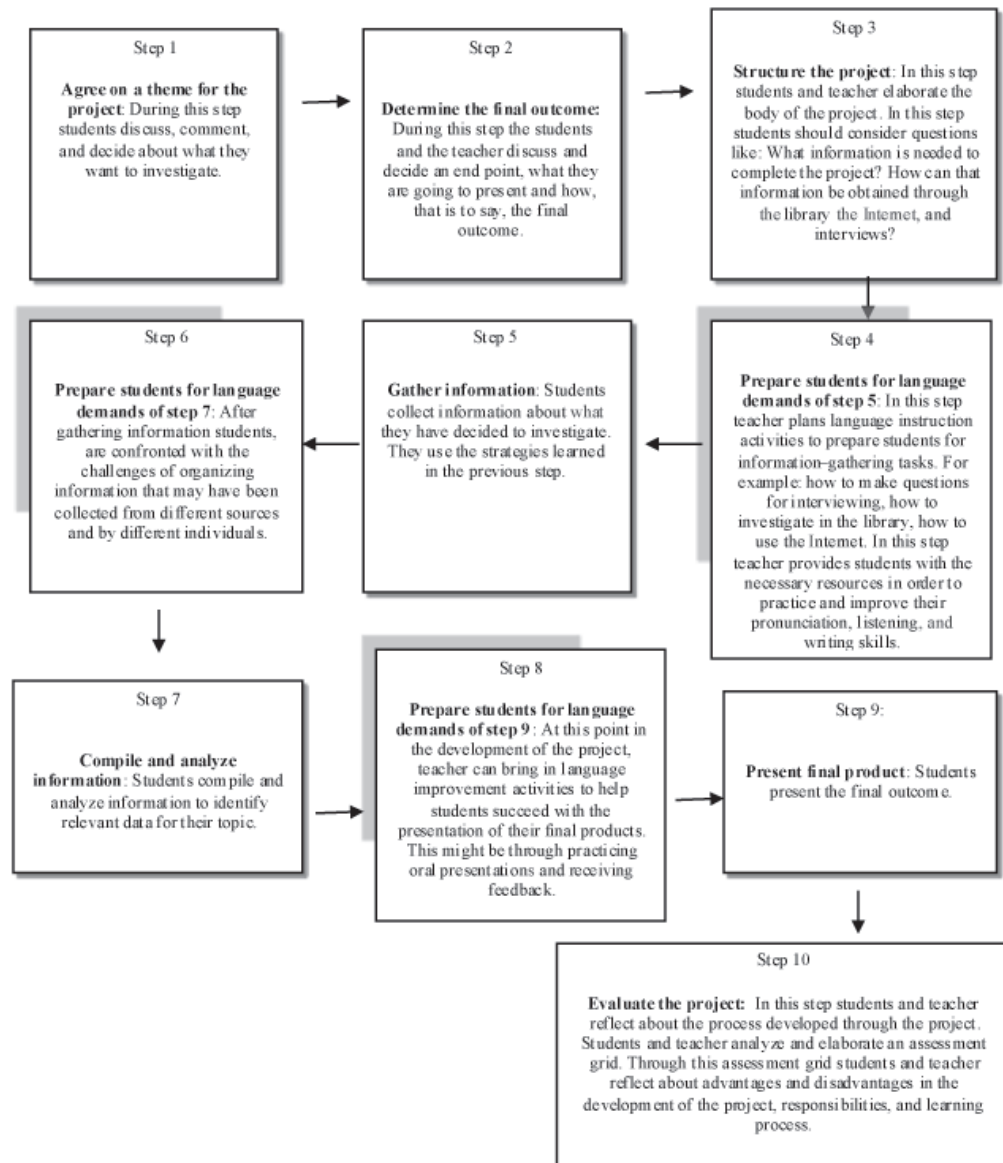 Step 1
Agree on a theme for the
project: During this step
students discuss, comment,
and decide about what they
want to investigate.
Step 2
Determine the final outcome:
During this step the students
and the teacher discuss and
decide an end point, what they
are going to present and how,
that is to say, the final
outcome.
Step 3
Structure the project: In this step
students and teacher elaborate the
body of the project. In this step
students should consider questions
like: What information is needed to
complete the project? How can that
information be obtained through
the library the Internet, and
interviews?
Step 4
Prepare students for language
demands of step 5: In this step
teacher plans language instruction
activities to prepare students for
information–gathering tasks. For
example: how to make questions
for interviewing, how to
investigate in the library, how to
use the Internet. In this step
teacher provides students with the
necessary resources in order to
practice and improve their
pronunciation, listening, and
writing skills.
Step 5
Gather information: Students
collect information about what
they have decided to investigate.
They use the strategies learned
in the previous step.
Step 6
Prepare students for language
demands of step 7: After
gathering information students,
are confronted with the
challenges of organizing
information that may have been
collected from different sources
and by different individuals.
Step 7
Compile and analyze
information: Students compile and
analyze information to identify
relevant data for their topic.
Step 8
Prepare students for language
demands of step 9: At this point in
the development of the project,
teacher can bring in language
improvement activities to help
students succeed with the
presentation of their final products.
This might be through practicing
oral presentations and receiving
feedback.
Step 9:
Present final product: Students
present the final outcome.
Step 10
Evaluate the project: In this step students and teacher
reflect about the process developed through the project.
Students and teacher analyze and elaborate an assessment
grid. Through this assessment grid students and teacher
reflect about advantages and disadvantages in the
development of the project, responsibilities, and learning
process.